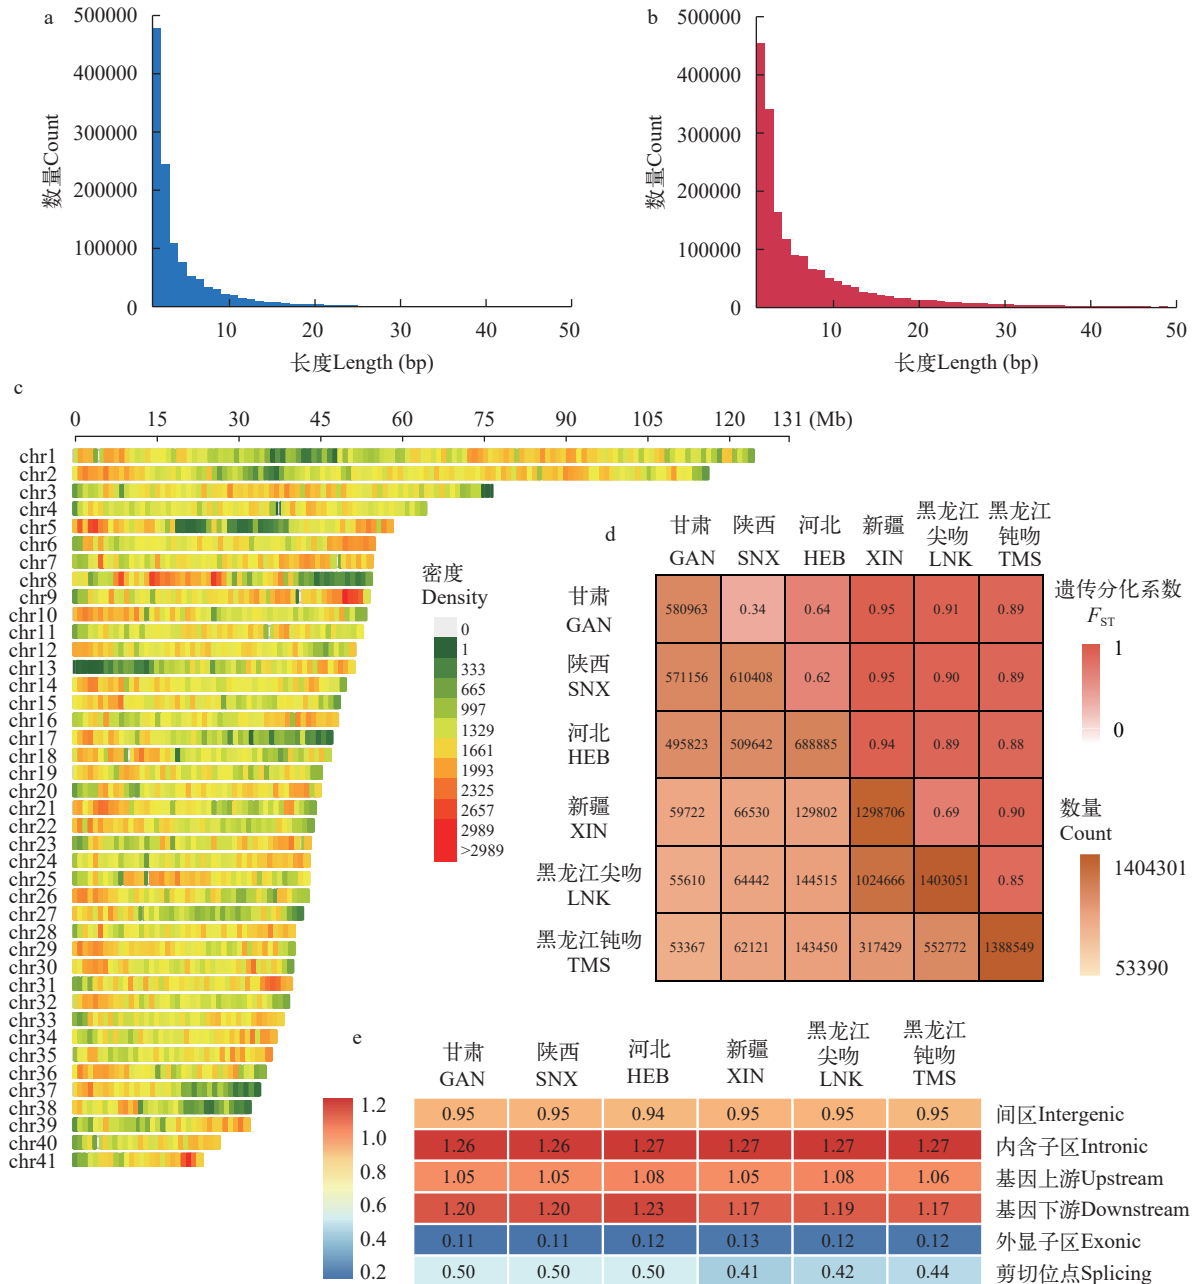 a
500000
400000
300000
200000
100000
0
数量Count
10 20 30 40 50
长度Length (bp)
b
500000
400000
300000
200000
100000
0
数量Count
10 20 30 40 50
长度Length (bp)
c
0 15 30 45 60 75 90 105 120 131 (Mb)
chr1
chr2
chr3
chr4
chr5
chr6
chr7
chr8
chr9
chr10
chr11
chr12
chr13
chr14
chr15
chr16
chr17
chr18
chr19
chr20
chr21
chr22
chr23
chr24
chr25
chr26
chr27
chr28
chr29
chr30
chr31
chr32
chr33
chr34
chr35
chr36
chr37
chr38
chr39
chr40
chr41
密度
Density
0
1
333
665
997
1329
1661
1993
2325
2657
2989
>2989
d
甘肃 陕西 河北 新疆 黑龙江尖吻 黑龙江钝吻
GAN SNX HEB XIN LNK TMS
甘肃
GAN
580963 0.34 0.64 0.95 0.91 0.89
陕西
SNX
571156 610408 0.62 0.95 0.90 0.89
河北
HEB
495823 509642 688885 0.94 0.89 0.88
新疆
XIN
59722 66530 129802 1298706 0.69 0.90
黑龙江尖吻
LNK
55610 64442 144515 1024666 1403051 0.85
黑龙江钝吻
TMS
53367 62121 143450 317429 552772 1388549
遗传分化系数
FST
1
0
数量
Count
1404301
53390
e
甘肃 陕西 河北 新疆 黑龙江尖吻 黑龙江钝吻
GAN SNX HEB XIN LNK TMS
1.2
1.0
0.8
0.6
0.4
0.2
0.95 0.95 0.94 0.95 0.95 0.95 间区Intergenic
1.26 1.26 1.27 1.27 1.27 1.27 内含子区Intronic
1.05 1.05 1.08 1.05 1.08 1.06 基因上游Upstream
1.20 1.20 1.23 1.17 1.19 1.17 基因下游Downstream
0.11 0.11 0.12 0.13 0.12 0.12 外显子区Exonic
0.50 0.50 0.50 0.41 0.42 0.44 剪切位点Splicing